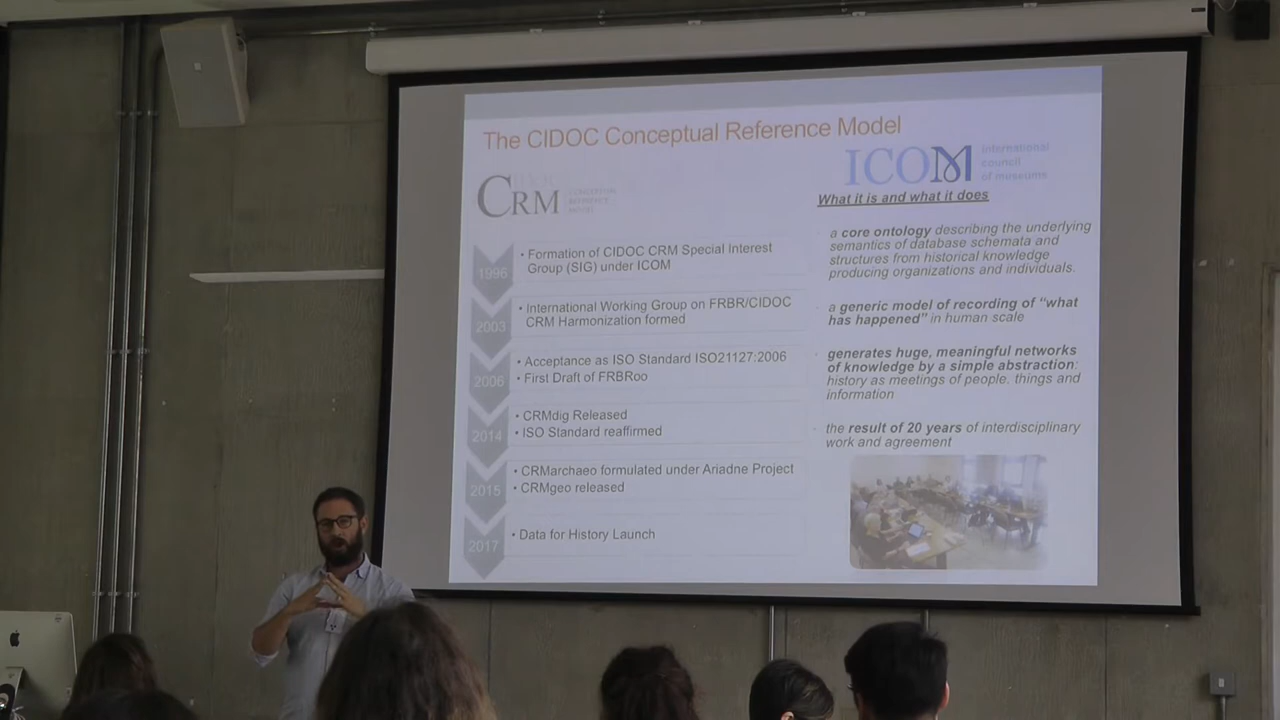 The CIDOC Conceptual Reference Model
CRM
CONCEPTUAL
REFERENCE
MODEL
ICOM
international
council
of museums
What it is and what it does
1996
• Formation of CIDOC CRM Special Interest
Group (SIG) under ICOM
2003
• International Working Group on FRBR/CIDOC
CRM Harmonization formed
2006
• Acceptance as ISO Standard ISO21127:2006
• First Draft of FRBRoo
2014
• CRMdig Released
• ISO Standard reaffirmed
2015
• CRMarchaeo formulated under Ariadne Project
• CRMgeo released
2017
• Data for History Launch
a core ontology describing the underlying
semantics of database schemata and
structures from historical knowledge
producing organizations and individuals.
a generic model of recording of “what
has happened” in human scale
generates huge, meaningful networks
of knowledge by a simple abstraction:
history as meetings of people, things and
information
the result of 20 years of interdisciplinary
work and agreement